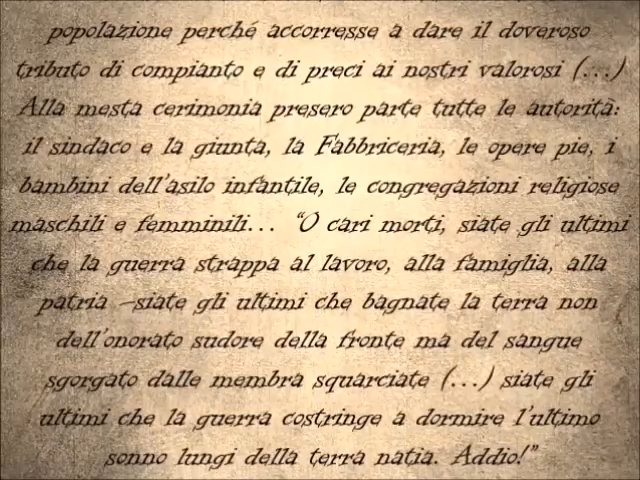 popolazione perché accorresse a dare il doveroso
tributo di compianto e di preci ai nostri valorosi (...)
Alla mesta cerimonia presero parte tutte le autorità:
il sindaco e la giunta, la Fabbriceria, le opere pie, i
bambini dell'asilo infantile, le congregazioni religiose
maschili e femminili... “O cari morti, siate gli ultimi
che la guerra strappa al lavoro, alla famiglia, alla
patria –siate gli ultimi che bagnate la terra non
dell'onorato sudore della fronte ma del sangue
sgorgato dalle membra squarciate (...) siate gli
ultimi che la guerra costringe a dormire l'ultimo
sonno lungi della terra natia. Addio!”